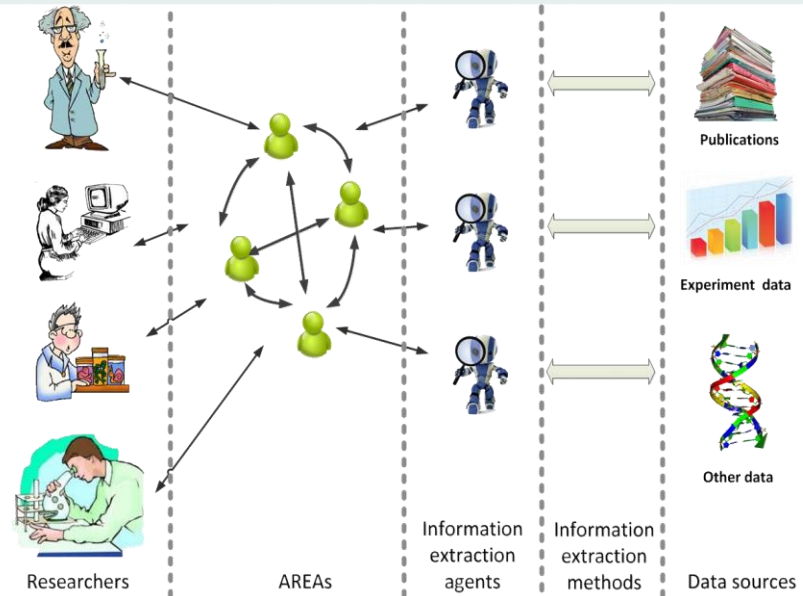 Publications
Experiment data
Other data
Researchers
AREAs
Information
extraction
agents
Information
extraction
methods
Data sources